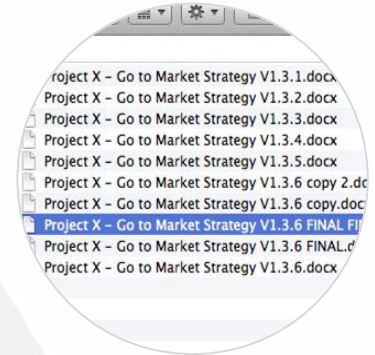 Project X – Go to Market Strategy V1.3.1.docx
Project X – Go to Market Strategy V1.3.2.docx
Project X – Go to Market Strategy V1.3.3.docx
Project X – Go to Market Strategy V1.3.4.docx
Project X – Go to Market Strategy V1.3.5.docx
Project X – Go to Market Strategy V1.3.6 copy 2.do
Project X – Go to Market Strategy V1.3.6 copy.doc
Project X – Go to Market Strategy V1.3.6 FINAL FI
Project X – Go to Market Strategy V1.3.6 FINAL.d
Project X – Go to Market Strategy V1.3.6.docx